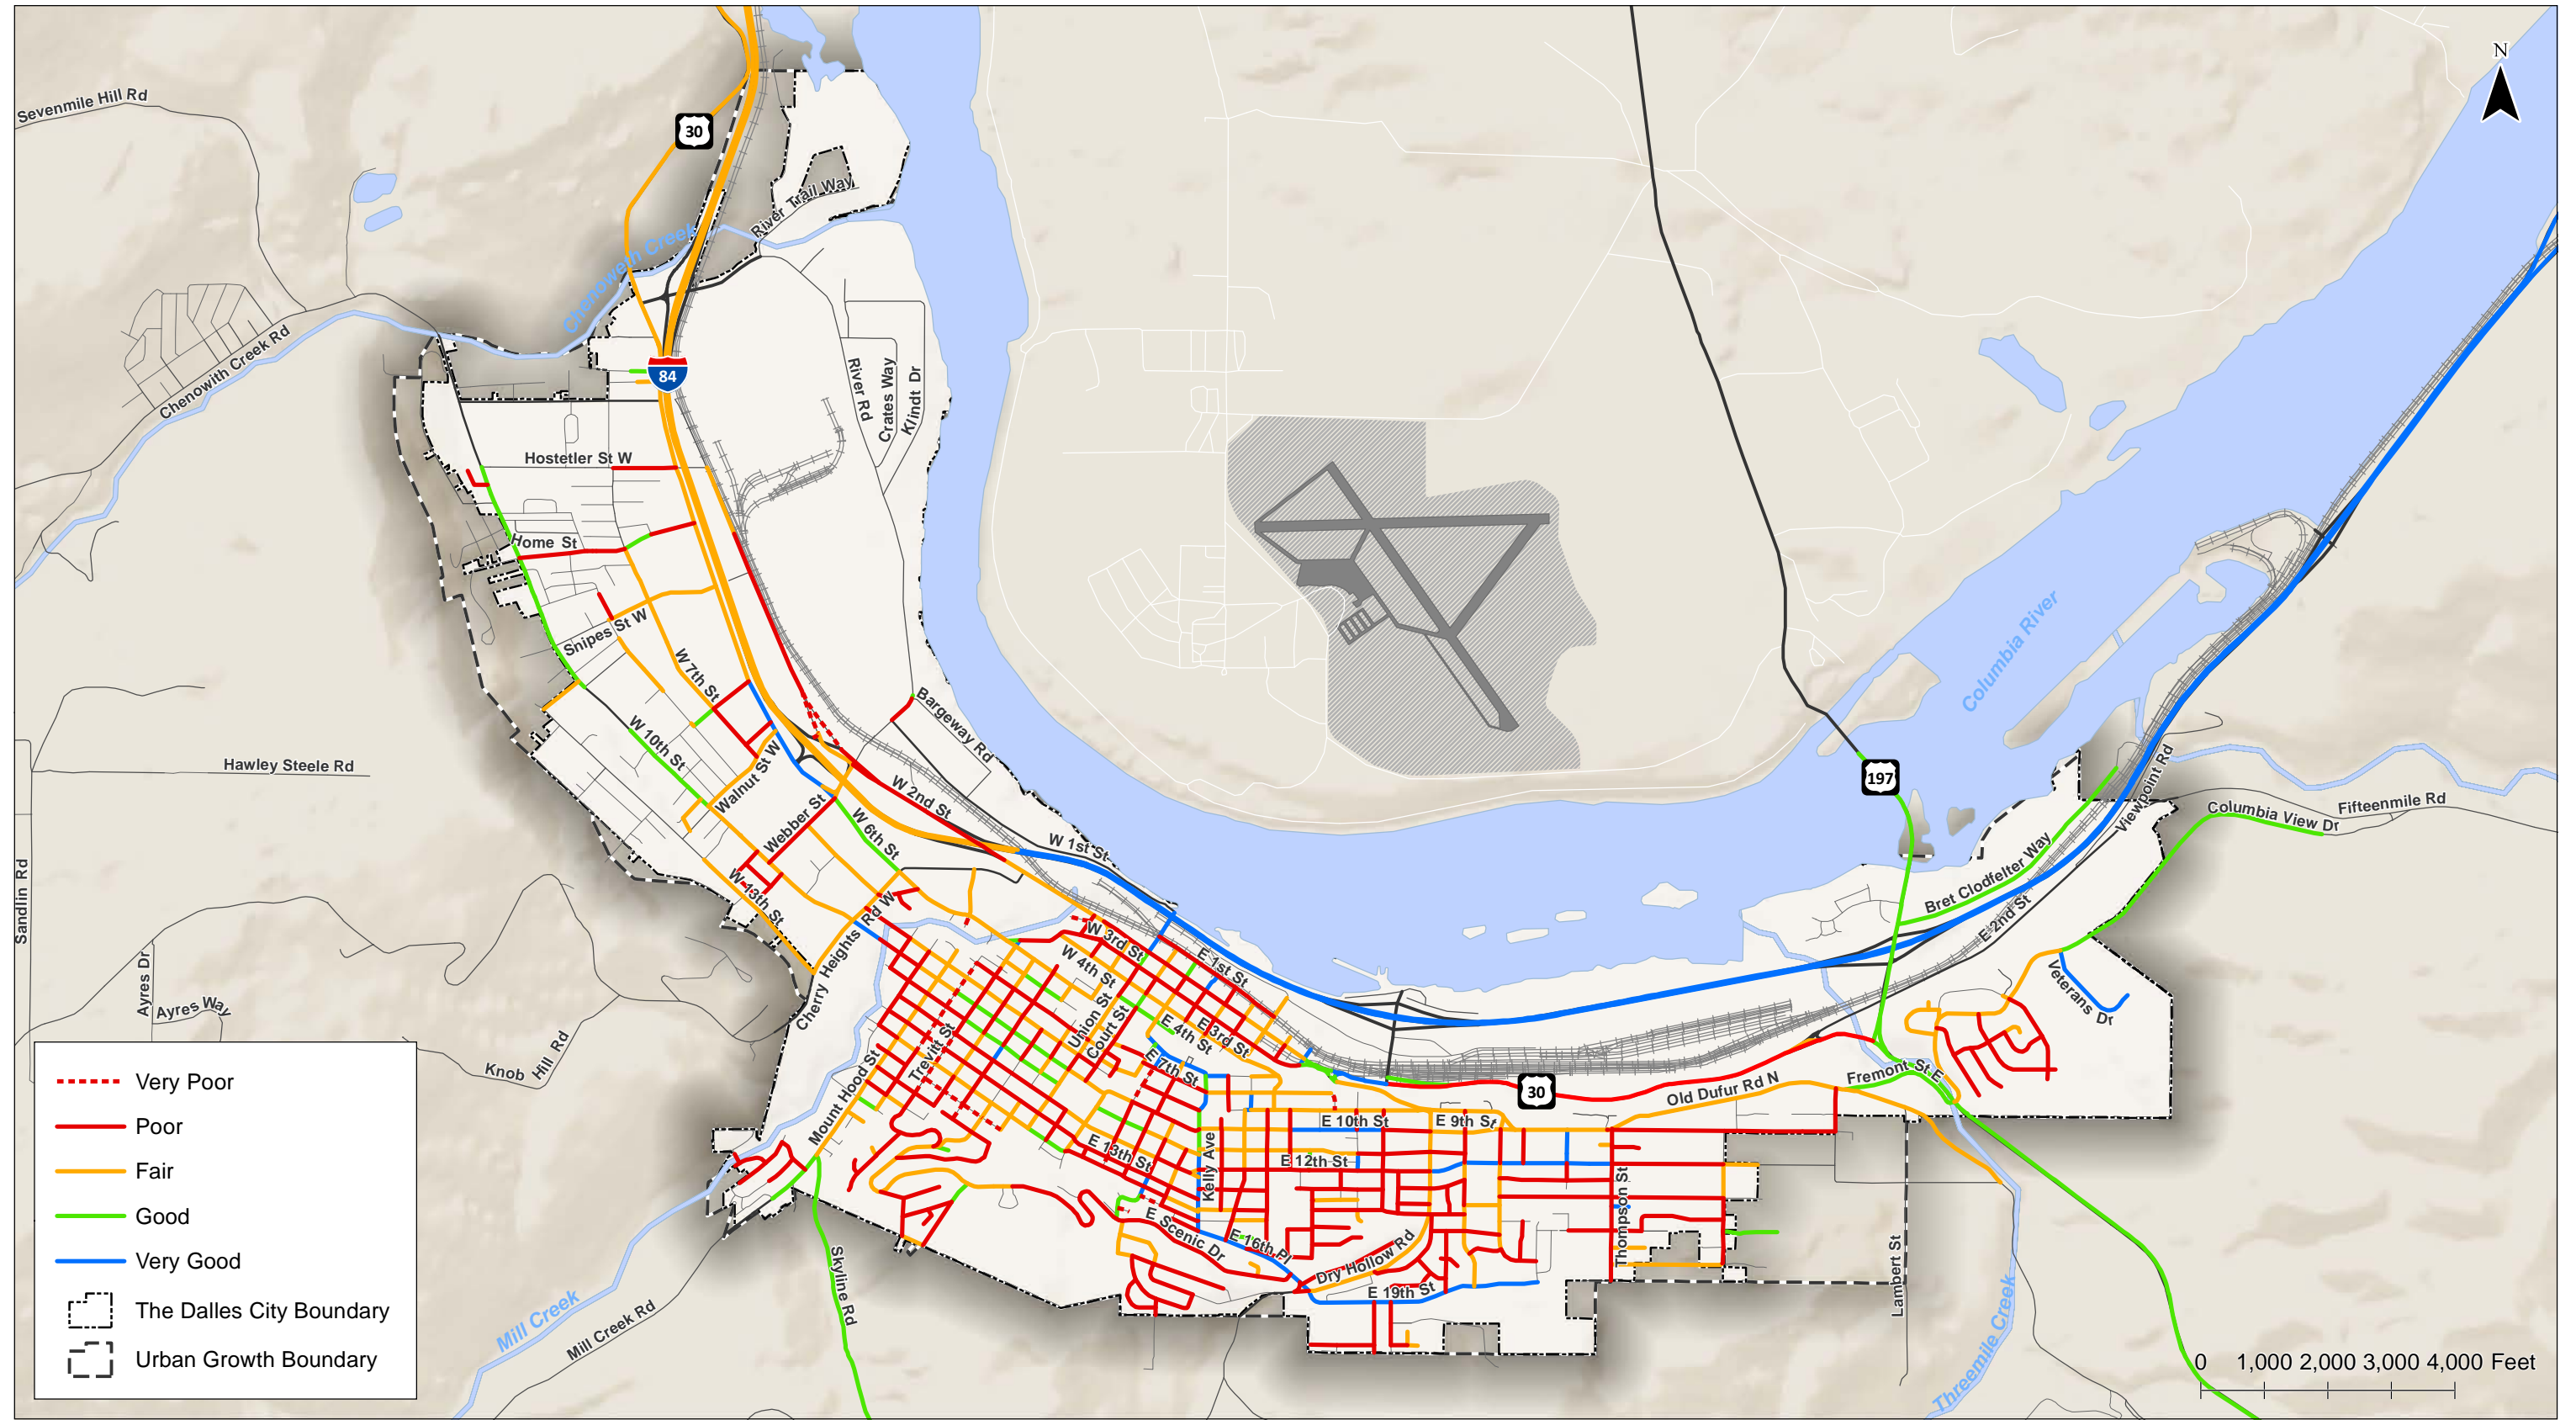 N
Sevenmile Hill Rd
30
River Trail Way
Chenoweth Creek
Chenowith Creek Rd
84
River Rd
Crates Way
Klindt Dr
Hostetler St W
Home St
Snipes St W
W 7th St
Columbia River
Bargeway Rd
W 10th St
Hawley Steele Rd
Walnut St W
197
Viewpoint Rd
W 2nd St
Webber St
W 6th St
W 1st St
Columbia View Dr
Fifteenmile Rd
Sandlin Rd
W 13th St
Cherry Heights Rd W
Bret Clodfelter Way
E 2nd St
W 3rd St
W 4th St
E 1st St
Ayres Dr
Ayres Way
Veterans Dr
Union St
Court St
E 4th St
E 3rd St
Knob Hill Rd
Trevitt St
E 7th St
Mount Hood St
30
Old Dufur Rd N
Fremont St E
E 10th St
E 9th St
E 13th St
Kelly Ave
E 12th St
Thompson St
E Scenic Dr
E 16th Pl
Dry Hollow Rd
E 19th St
Skyline Rd
Lambert St
Mill Creek
Mill Creek Rd
Threemile Creek
Very Poor
Poor
Fair
Good
Very Good
The Dalles City Boundary
Urban Growth Boundary
0 1,000 2,000 3,000 4,000 Feet